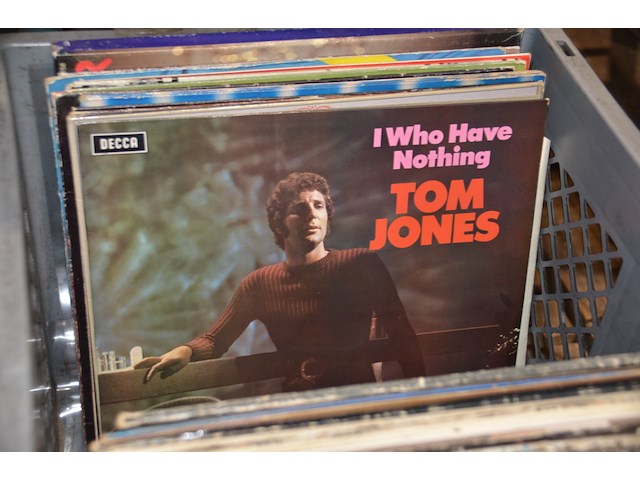 DECCA
I Who Have
Nothing
TOM
JONES